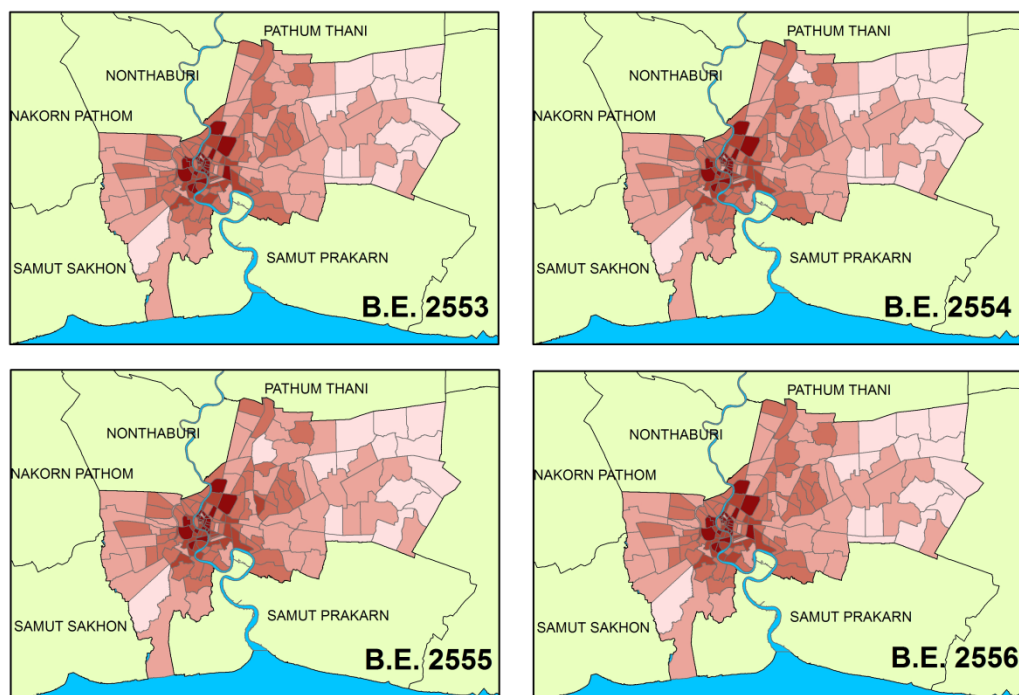 PATHUM THANI
NONTHABURI
NAKORN PATHOM
SAMUT SAKHON
SAMUT PRAKARN
B.E. 2553
PATHUM THANI
NONTHABURI
NAKORN PATHOM
SAMUT SAKHON
SAMUT PRAKARN
B.E. 2554
PATHUM THANI
NONTHABURI
NAKORN PATHOM
SAMUT SAKHON
SAMUT PRAKARN
B.E. 2555
PATHUM THANI
NONTHABURI
NAKORN PATHOM
SAMUT SAKHON
SAMUT PRAKARN
B.E. 2556